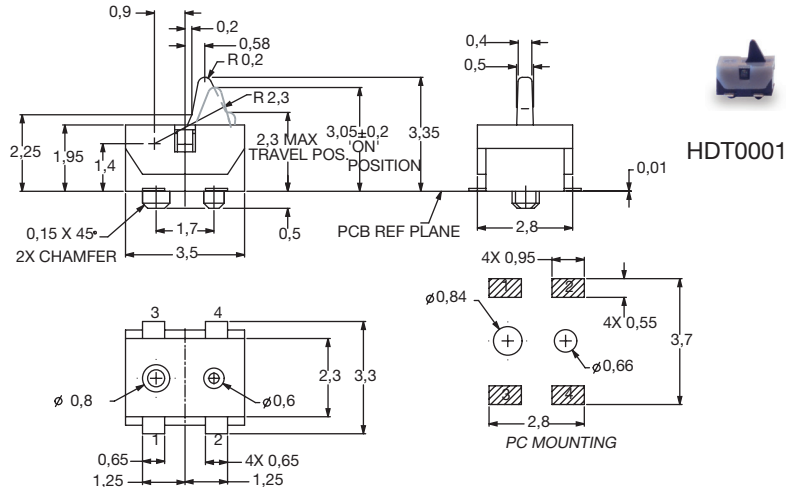 0,9
0,2
0,58
R 0,2
R 2,3
2,25
1,95
1,4
2,3 MAX
TRAVEL POS.
3,05±0,2
'ON'
POSITION
3,35
0,15 X 45°
2X CHAMFER
1,7
3,5
0,5
PCB REF PLANE
0,4
0,5
0,01
2,8
HDT0001
3
4
ø 0,8
ø0,6
2,3
3,3
1
2
0,65
4X 0,65
1,25
1,25
4X 0,95
1
2
ø0,84
4X 0,55
3,7
ø0,66
3
4
2,8
PC MOUNTING